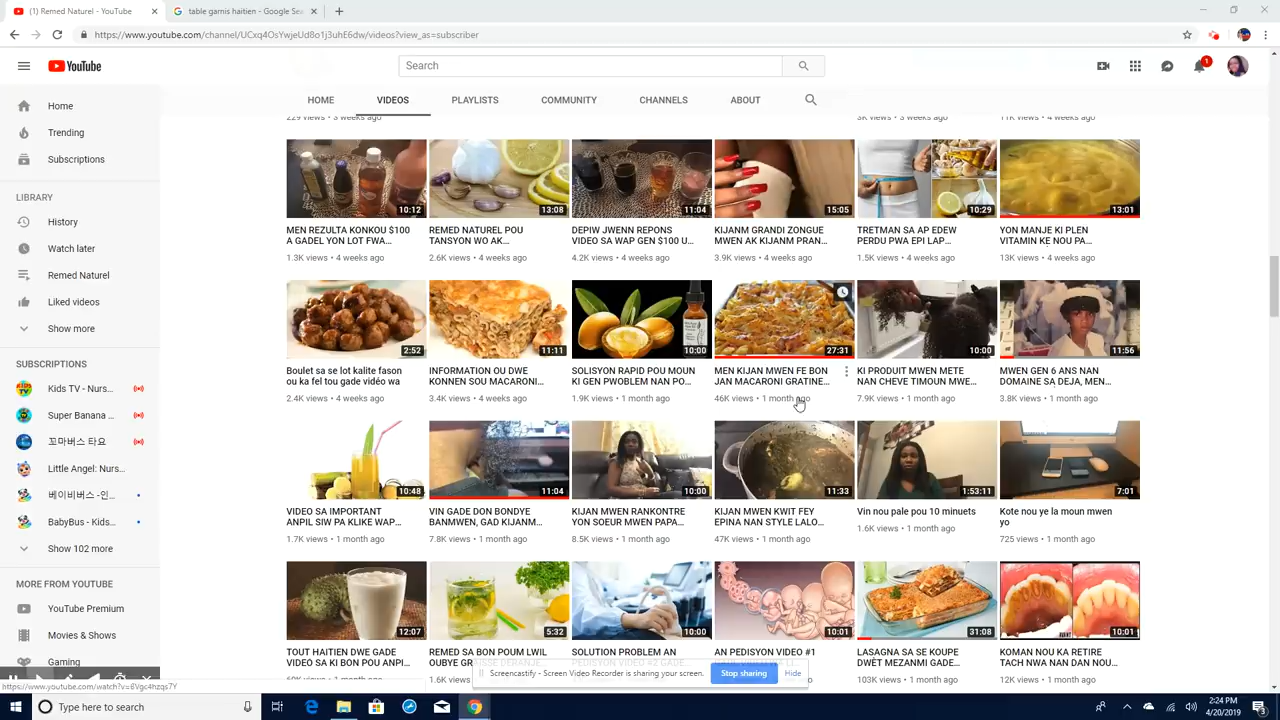 (1) Remed Naturel - YouTube
table garnis haitien - Google Sea
https://www.youtube.com/channel/UCxq4OsYwjeUd8o1j3uhE6dw/videos?view_as=subscriber
YouTube
Search
1
HOME VIDEOS PLAYLISTS COMMUNITY CHANNELS ABOUT
Home
Trending
Subscriptions
LIBRARY
History
Watch later
Remed Naturel
Liked videos
Show more
SUBSCRIPTIONS
Kids TV - Nurs...
Super Banana ...
꼬마버스 타요
Little Angel: Nurs...
베이비버스 -인...
BabyBus - Kids...
Show 102 more
MORE FROM YOUTUBE
YouTube Premium
Movies & Shows
Gaming
229 views • 3 weeks ago
3K views • 3 weeks ago
11K views • 4 weeks ago
10:12
MEN REZULTA KONKOU $100
A GADEL YON LOT FWA...
1.3K views • 4 weeks ago
13:08
REMED NATUREL POU
TANSYON WO AK...
2.6K views • 4 weeks ago
11:04
DEPIW JWENN REPONS
VIDEO SA WAP GEN $100 U...
4.2K views • 4 weeks ago
15:05
KIJANM GRANDI ZONGUE
MWEN AK KIJANM PRAN...
3.9K views • 4 weeks ago
10:29
TRETMAN SA AP EDEW
PERDU PWA EPI LAP...
1.5K views • 4 weeks ago
13:01
YON MANJE KI PLEN
VITAMIN KE NOU PA...
13K views • 4 weeks ago
2:52
Boulet sa se lot kalite fason
ou ka fel tou gade vidéo wa
2.4K views • 4 weeks ago
11:11
INFORMATION OU DWE
KONNEN SOU MACARONI...
3.4K views • 4 weeks ago
10:00
SOLISYON RAPID POU MOUN
KI GEN PWOBLEM NAN PO...
1.9K views • 1 month ago
27:31
MEN KIJAN MWEN FE BON
JAN MACARONI GRATINE...
46K views • 1 month ago
10:00
KI PRODUIT MWEN METE
NAN CHEVE TIMOUN MWE...
7.9K views • 1 month ago
11:56
MWEN GEN 6 ANS NAN
DOMAINE SA DEJA, MEN...
3.8K views • 1 month ago
10:48
VIDEO SA IMPORTANT
ANPIL SIW PA KLIKE WAP...
1.7K views • 1 month ago
11:04
VIN GADE DON BONDYE
BANMWEN, GAD KIJANM...
7.8K views • 1 month ago
10:00
KIJAN MWEN RANKONTRE
YON SOEUR MWEN PAPA...
8.5K views • 1 month ago
11:33
KIJAN MWEN KWIT FEY
EPINA NAN STYLE LALO...
47K views • 1 month ago
1:53:11
Vin nou pale pou 10 minuets
1.6K views • 1 month ago
7:01
Kote nou ye la moun mwen
yo
725 views • 1 month ago
12:07
TOUT HAITIEN DWE GADE
VIDEO SA KI BON POU ANPI...
5:32
REMED SA BON POUM LWIL
10:00
SOLUTION PROBLEM AN
10:01
AN PEDISYON VIDEO #1
31:08
LASAGNA SA SE KOUPE
DWÈT MEZANMI GADE...
103K views • 1 month ago
10:01
KOMAN NOU KA RETIRE
TACH NWA NAN DAN NOU...
12K views • 1 month ago
Screencastify - Screen Video Recorder is sharing your screen.
Stop sharing
Hide
https://www.youtube.com/watch?v=6Vgc4hzqs7Y
Type here to search
2:24 PM
4/20/2019
3